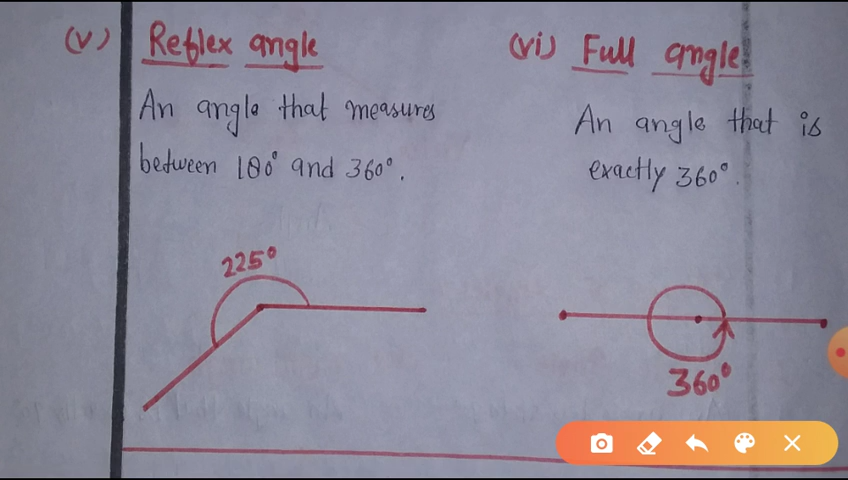 (v) Reflex angle
An angle that measures
between 180° and 360°.
225°
(vi) Full angle
An angle that is
exactly 360°.
360°